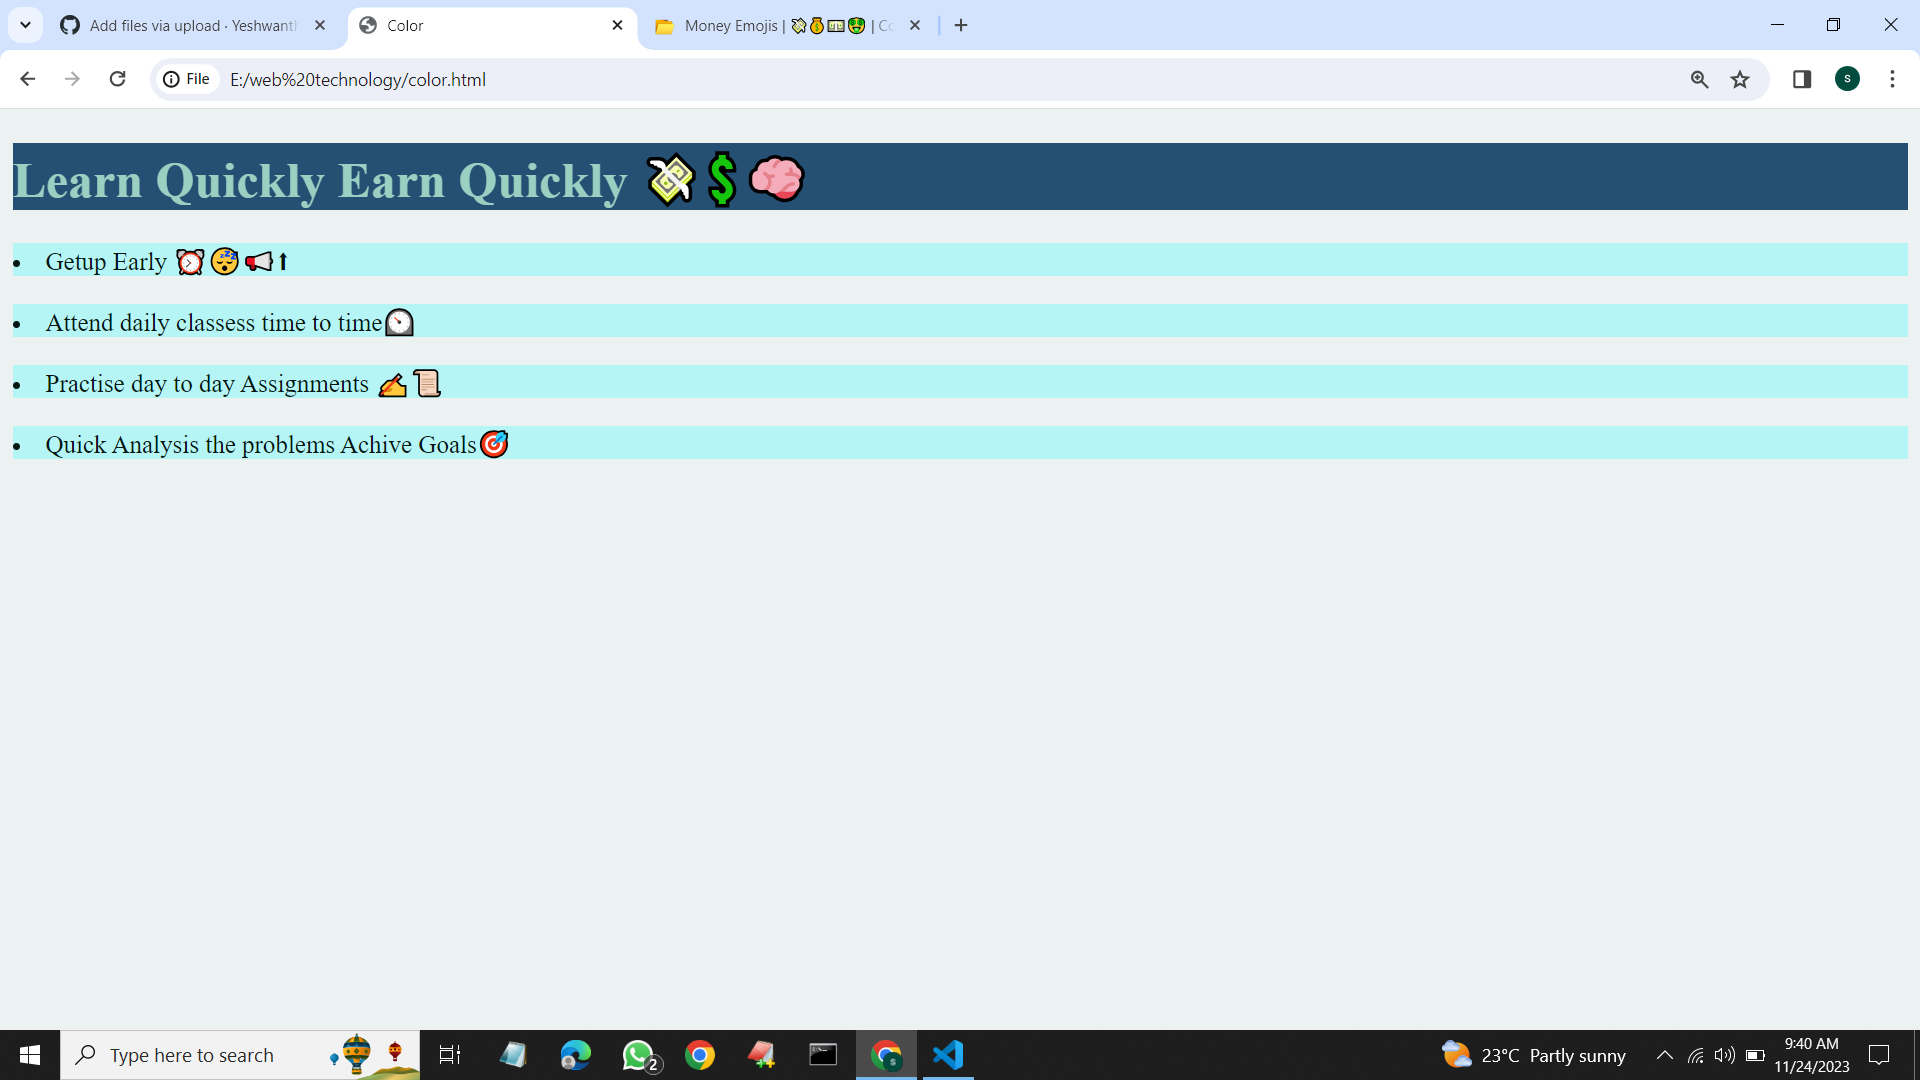 Add files via upload · Yeshwanth
Color
Money Emojis | 💸💰💵🤑 | Co
File
E:/web%20technology/color.html
S
Learn Quickly Earn Quickly 💸💲🧠
• Getup Early ⏰😴📢⬆
• Attend daily classess time to time🕰
• Practise day to day Assignments ✍📜
• Quick Analysis the problems Achive Goals🎯
Type here to search
2
S
23°C Partly sunny
9:40 AM
11/24/2023